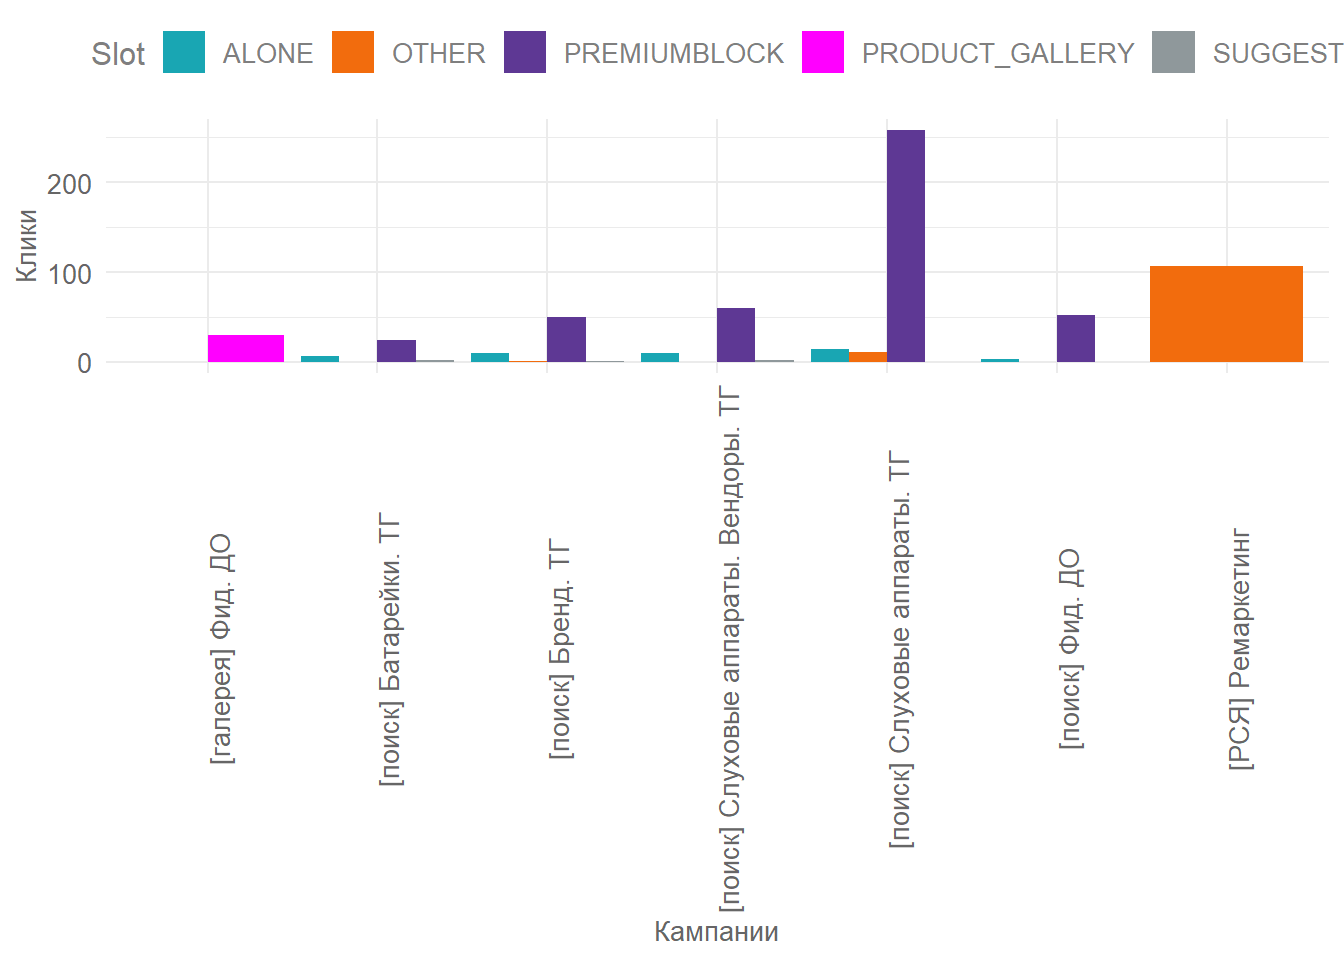 Slot ALONE OTHER PREMIUMBLOCK PRODUCT_GALLERY SUGGEST
Клики
200
100
0
[галерея] Фид. ДО
[поиск] Батарейки. ТГ
[поиск] Бренд. ТГ
[поиск] Слуховые аппараты. Вендоры. ТГ
[поиск] Слуховые аппараты. ТГ
[поиск] Фид. ДО
[РСЯ] Ремаркетинг
Кампании